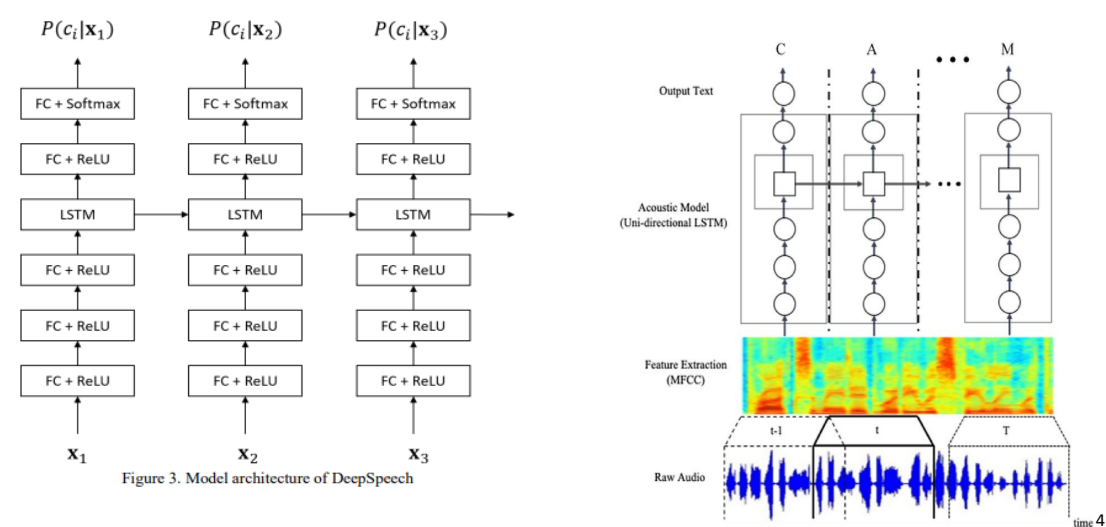 P(c_i|x_1) P(c_i|x_2) P(c_i|x_3)
FC + Softmax FC + Softmax FC + Softmax
FC + ReLU FC + ReLU FC + ReLU
LSTM LSTM LSTM
FC + ReLU FC + ReLU FC + ReLU
FC + ReLU FC + ReLU FC + ReLU
FC + ReLU FC + ReLU FC + ReLU
x_1 x_2 x_3
Figure 3. Model architecture of DeepSpeech
C A M
Output Text
Acoustic Model
(Uni-directional LSTM)
Feature Extraction
(MFCC)
t-1 t T
Raw Audio
time 4